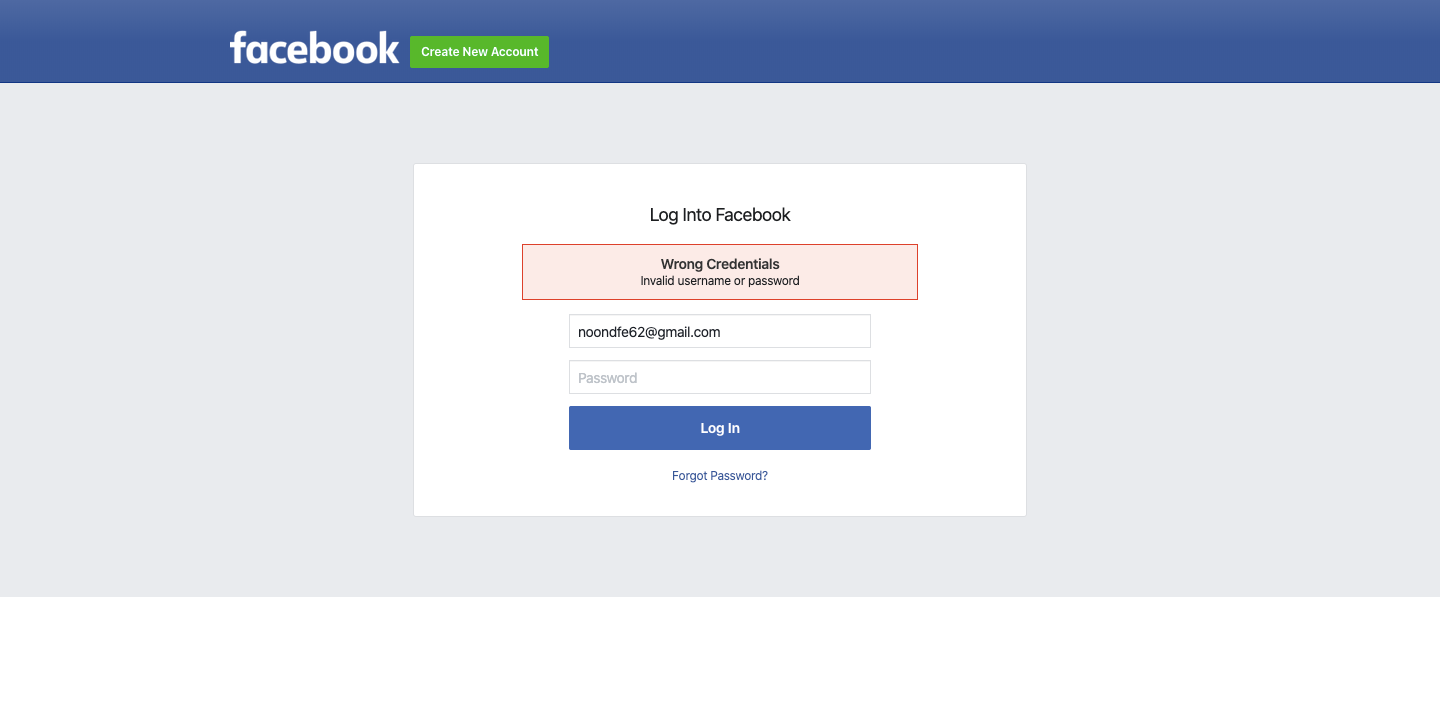 facebook
Create New Account
Log Into Facebook
Wrong Credentials
Invalid username or password
noondfe62@gmail.com
Password
Log In
Forgot Password?